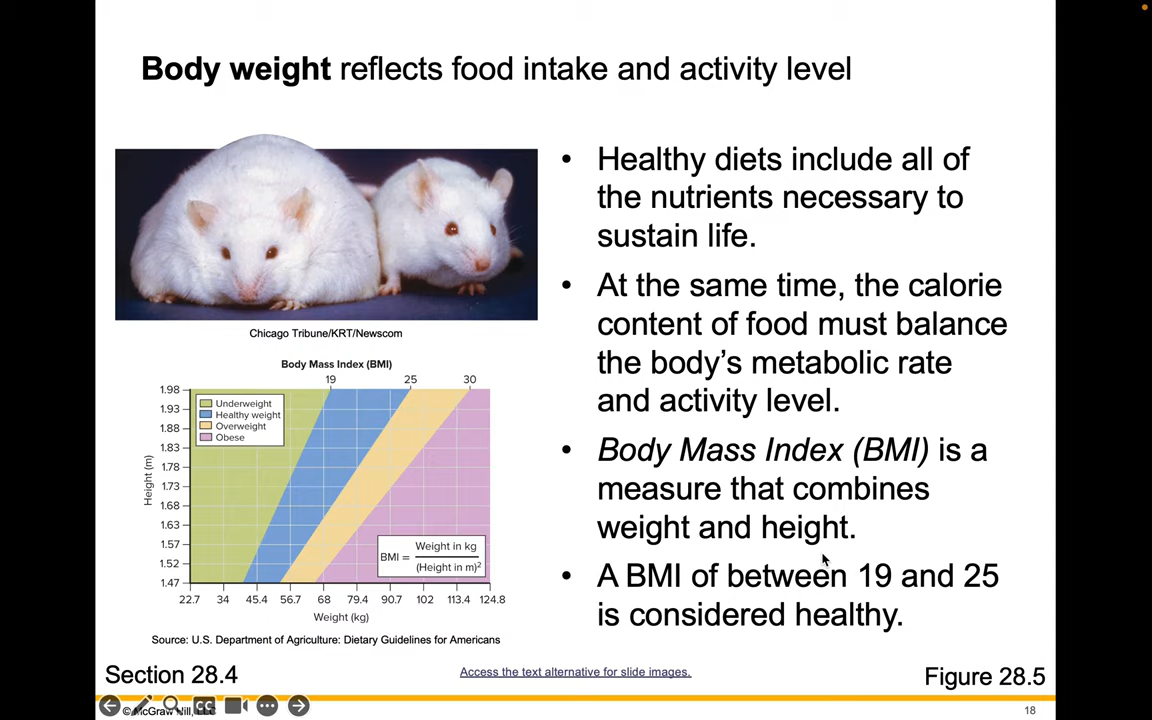 Body weight reflects food intake and activity level
Chicago Tribune/KRT/Newscom
Body Mass Index (BMI)
19 25 30
1.98
1.93
1.88
1.83
1.78
1.73
1.68
1.63
1.57
1.52
1.47
Height (m)
Underweight
Healthy weight
Overweight
Obese
BMI = Weight in kg
(Height in m)²
22.7 34 45.4 56.7 68 79.4 90.7 102 113.4 124.8
Weight (kg)
Source: U.S. Department of Agriculture: Dietary Guidelines for Americans
• Healthy diets include all of
the nutrients necessary to
sustain life.
• At the same time, the calorie
content of food must balance
the body’s metabolic rate
and activity level.
• Body Mass Index (BMI) is a
measure that combines
weight and height.
• A BMI of between 19 and 25
is considered healthy.
Section 28.4
Access the text alternative for slide images.
Figure 28.5
CC
© McGraw Hill, LLC
18